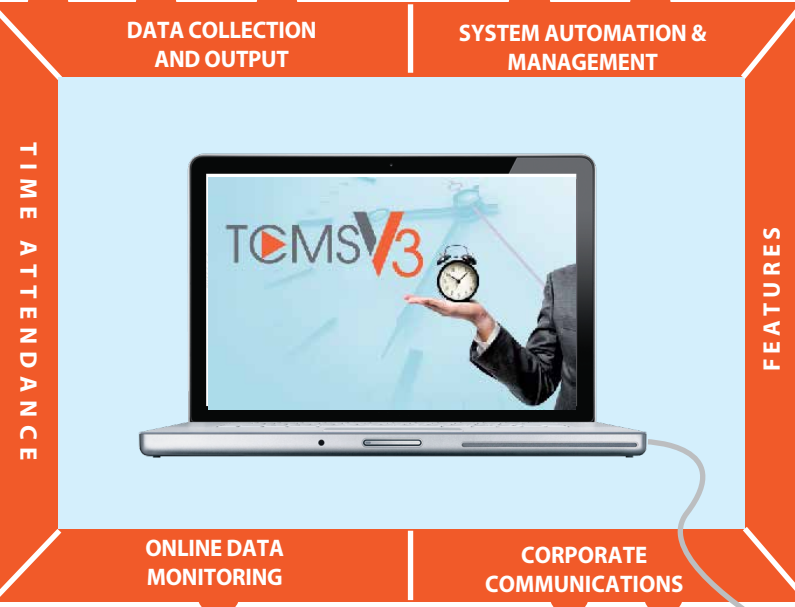 DATA COLLECTION
AND OUTPUT
SYSTEM AUTOMATION &
MANAGEMENT
TIME ATTENDANCE
TCMSV3
FEATURES
ONLINE DATA
MONITORING
CORPORATE
COMMUNICATIONS